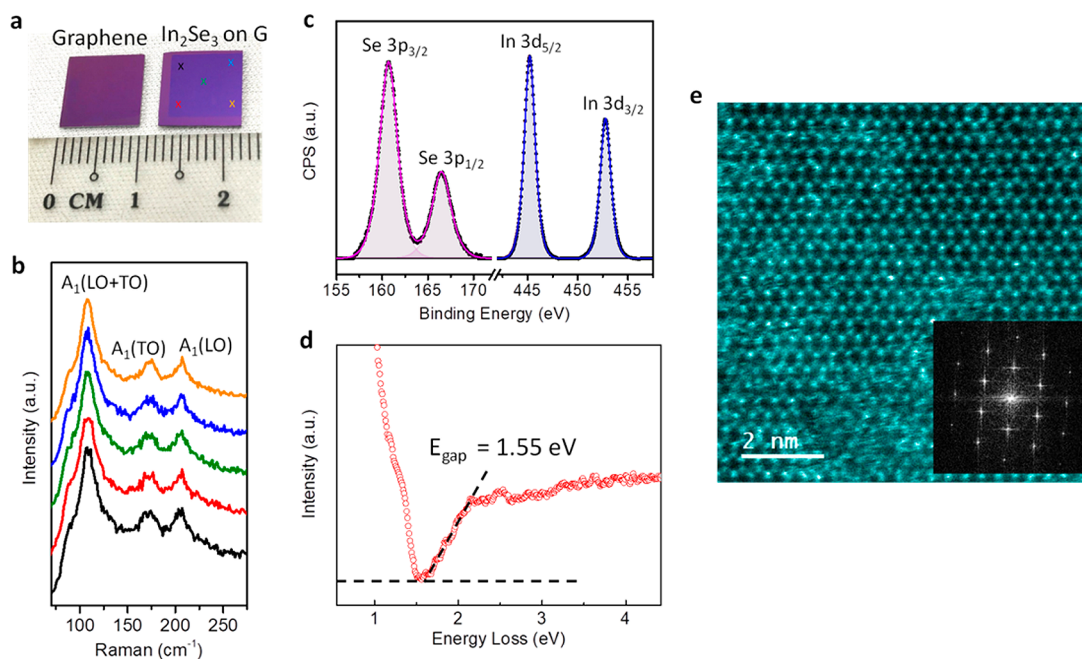 a
Graphene
In₂Se₃ on G
x
x
x
x
x
0 CM 1 2
b
A₁(LO+TO)
A₁(TO)
A₁(LO)
Intensity (a.u.)
100 150 200 250
Raman (cm⁻¹)
c
Se 3p₃/₂
Se 3p₁/₂
In 3d₅/₂
In 3d₃/₂
CPS (a.u.)
155 160 165 170 445 450 455
Binding Energy (eV)
d
E_gap = 1.55 eV
Intensity (a.u.)
1 2 3 4
Energy Loss (eV)
e
2 nm